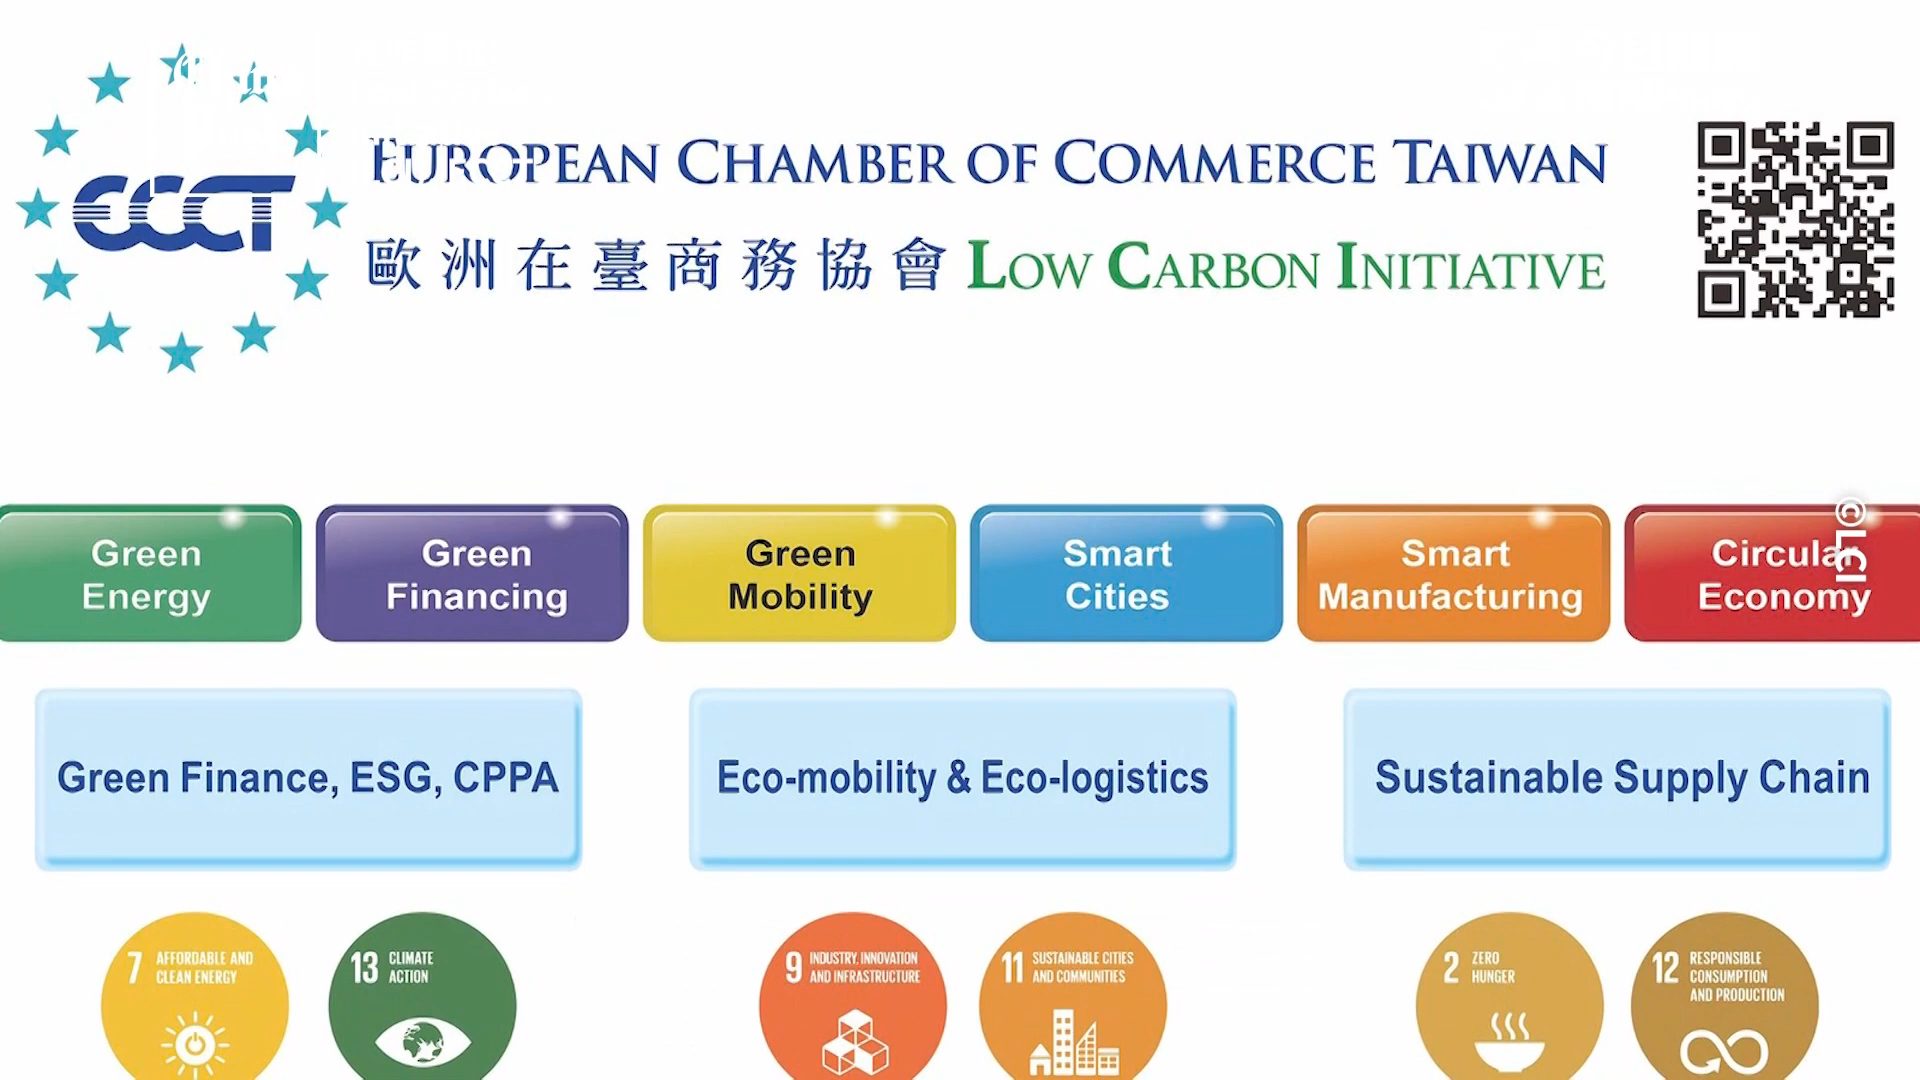 ECCT
EUROPEAN CHAMBER OF COMMERCE TAIWAN
歐洲在臺商務協會 LOW CARBON INITIATIVE
Green
Energy
Green
Financing
Green
Mobility
Smart
Cities
Smart
Manufacturing
Circular
Economy
©LCI
Green Finance, ESG, CPPA
Eco-mobility & Eco-logistics
Sustainable Supply Chain
7 AFFORDABLE AND
CLEAN ENERGY
13 CLIMATE
ACTION
9 INDUSTRY, INNOVATION
AND INFRASTRUCTURE
11 SUSTAINABLE CITIES
AND COMMUNITIES
2 ZERO
HUNGER
12 RESPONSIBLE
CONSUMPTION
AND PRODUCTION